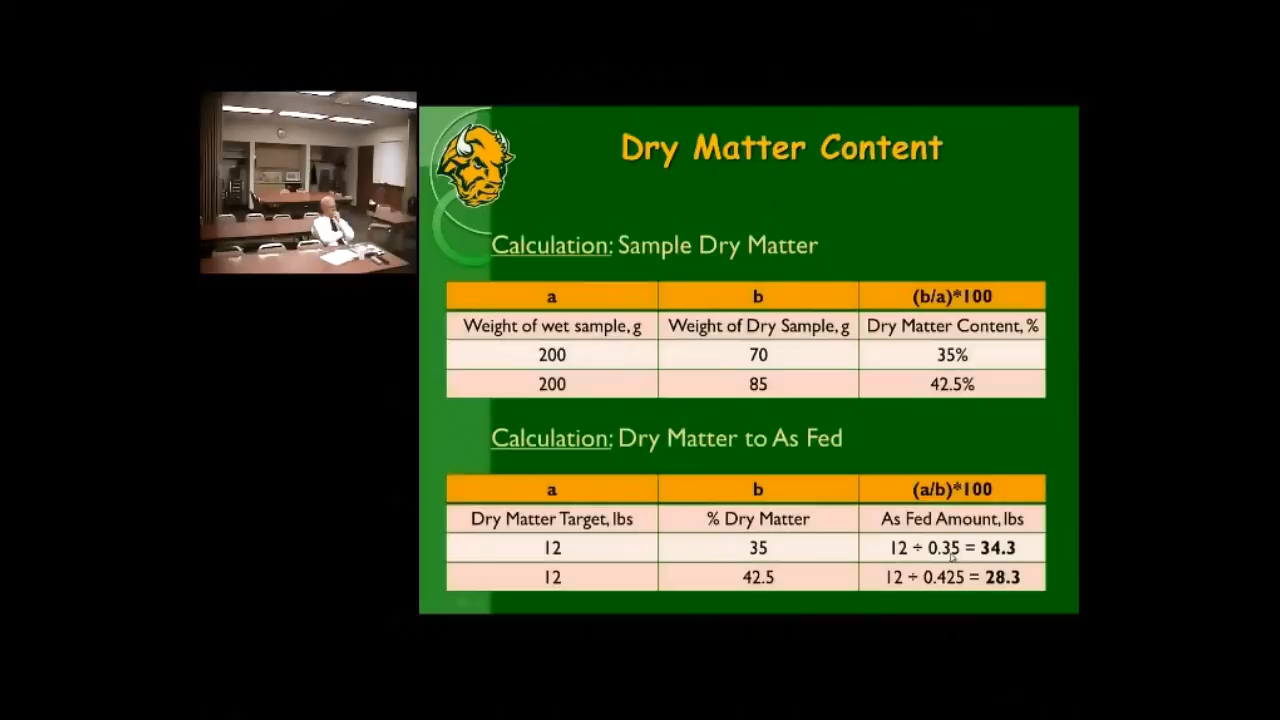 Dry Matter Content
Calculation: Sample Dry Matter
a b (b/a)*100
Weight of wet sample, g Weight of Dry Sample, g Dry Matter Content, %
200 70 35%
200 85 42.5%
Calculation: Dry Matter to As Fed
a b (a/b)*100
Dry Matter Target, lbs % Dry Matter As Fed Amount, lbs
12 35 12 ÷ 0.35 = 34.3
12 42.5 12 ÷ 0.425 = 28.3